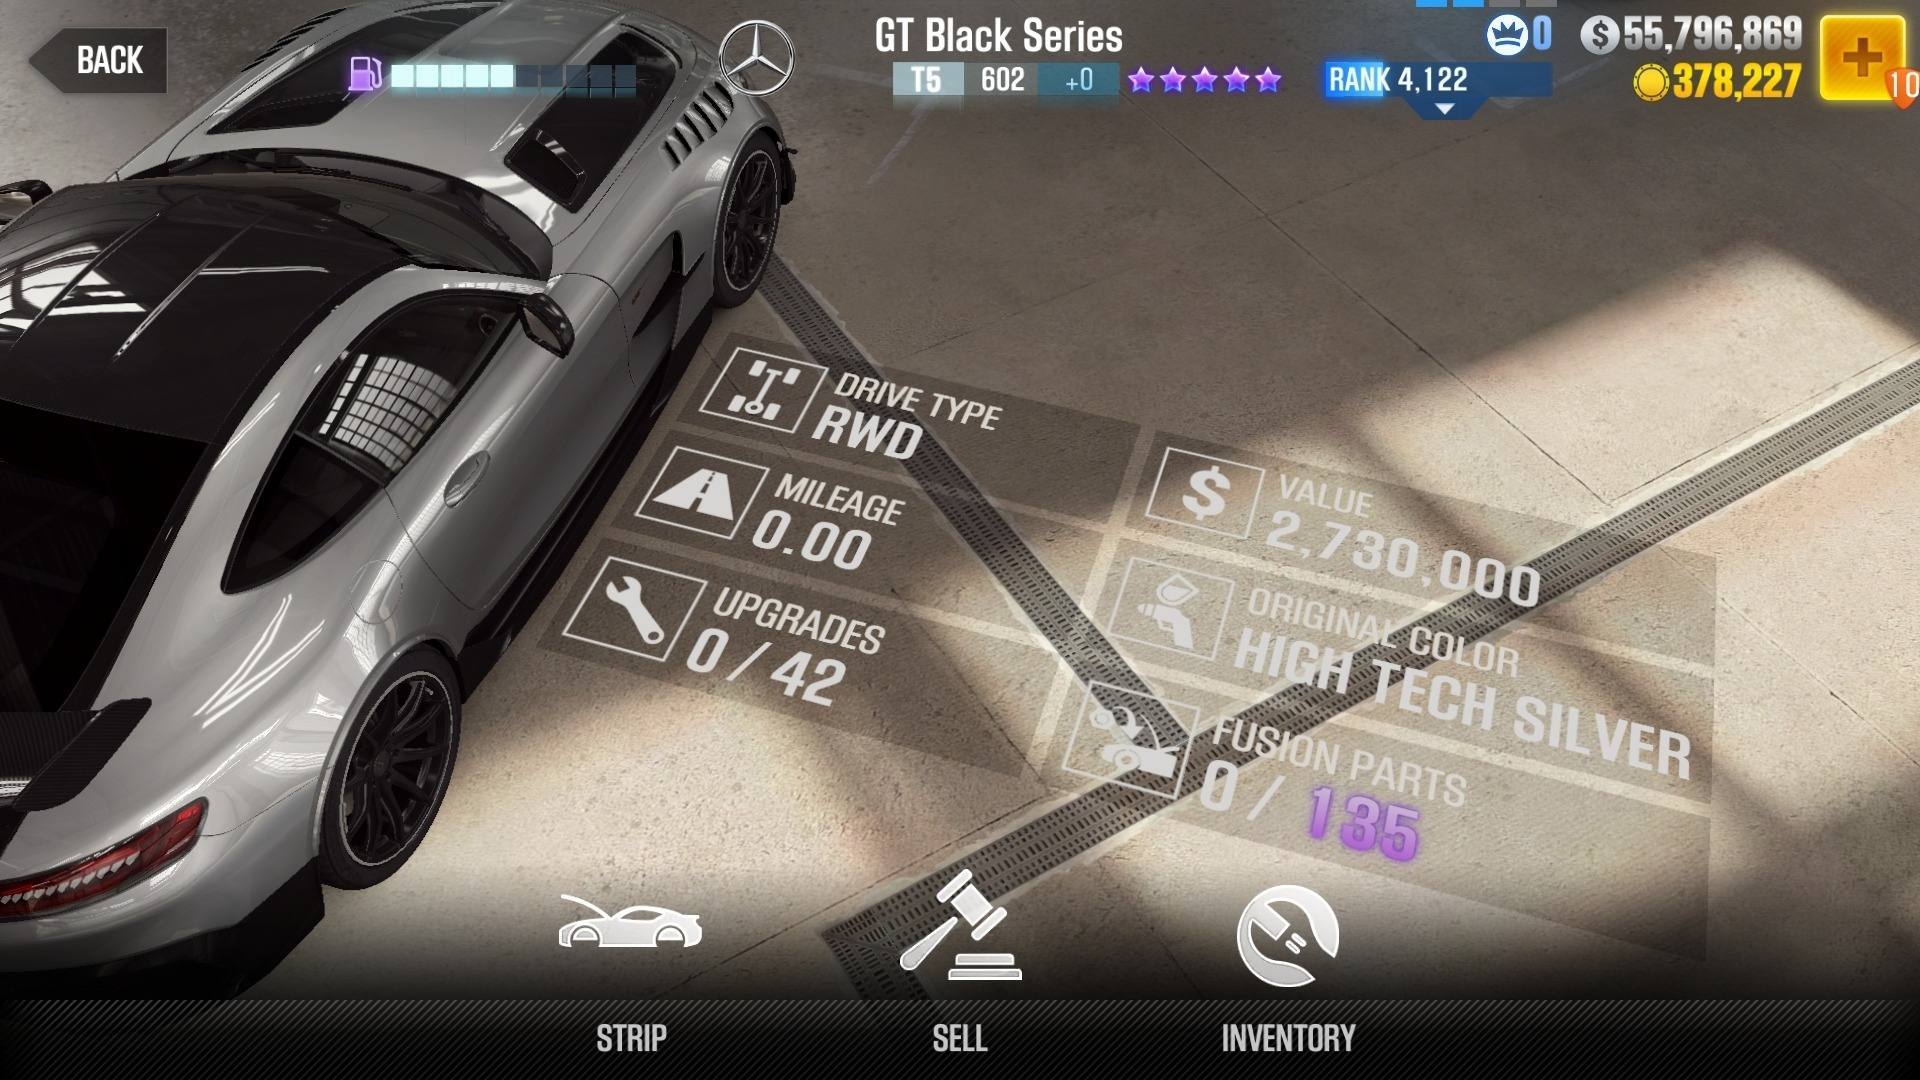 BACK
GT Black Series
T5 602 +0
RANK 4,122
0
$ 55,796,869
378,227
10
DRIVE TYPE
RWD
MILEAGE
0.00
UPGRADES
0 / 42
$ VALUE
2,730,000
ORIGINAL COLOR
HIGH TECH SILVER
FUSION PARTS
0 / 135
STRIP
SELL
INVENTORY